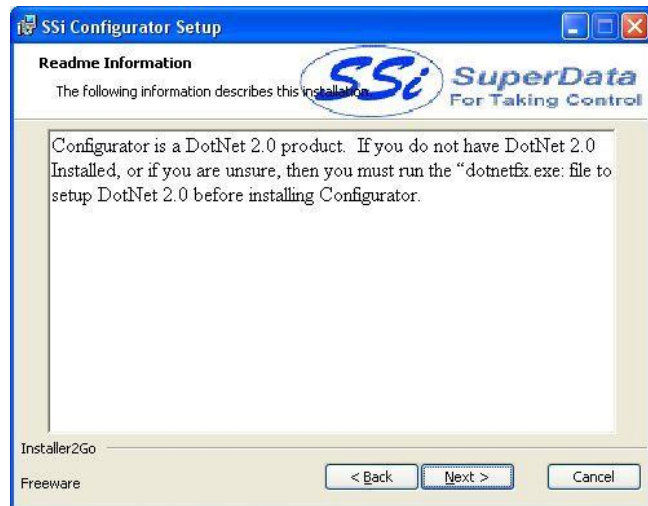 SSi Configurator Setup
Readme Information
The following information describes this installation.
SSi
SuperData
For Taking Control
Configurator is a DotNet 2.0 product.  If you do not have DotNet 2.0
Installed, or if you are unsure, then you must run the “dotnetfx.exe: file to
setup DotNet 2.0 before installing Configurator.
Installer2Go
Freeware
< Back
Next >
Cancel